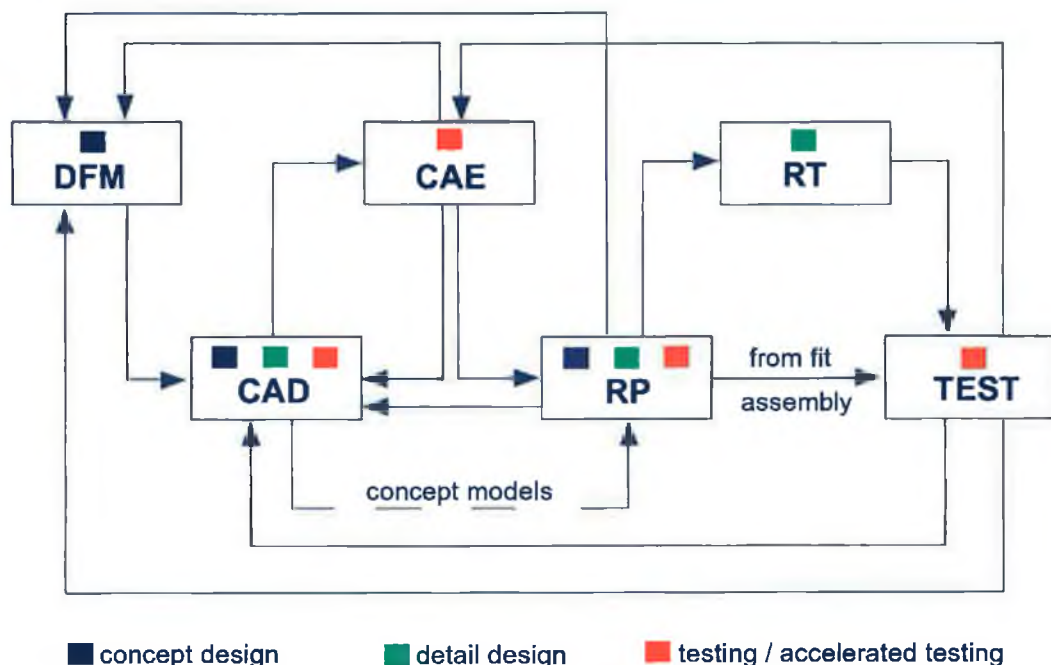 DFM
CAE
RT
CAD
RP
from fit
assembly
TEST
concept models
concept design
detail design
testing / accelerated testing